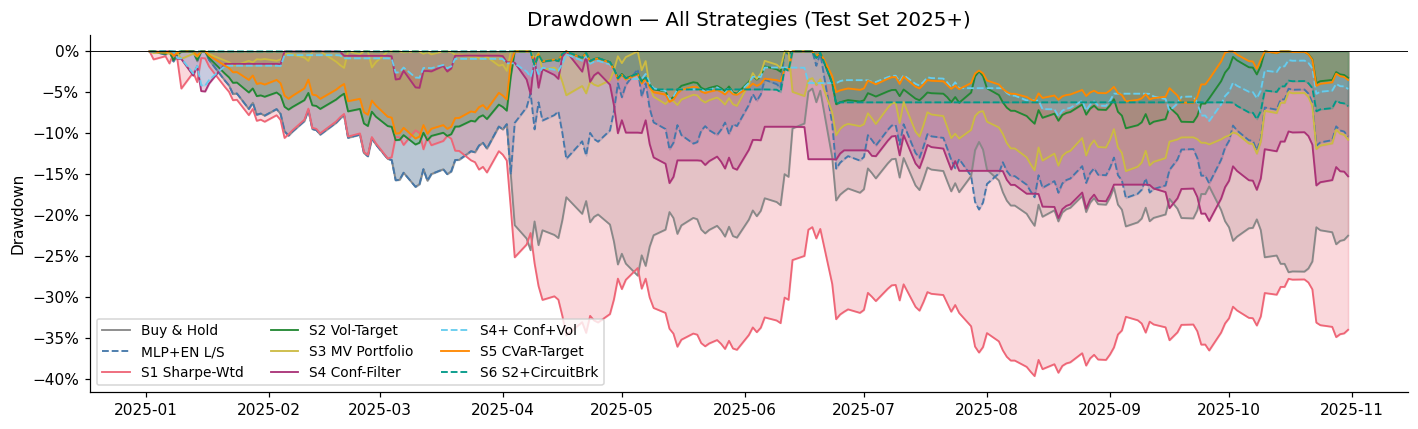 Drawdown — All Strategies (Test Set 2025+)
Drawdown
0%
−5%
−10%
−15%
−20%
−25%
−30%
−35%
−40%
Buy & Hold
MLP+EN L/S
S1 Sharpe-Wtd
S2 Vol-Target
S3 MV Portfolio
S4 Conf-Filter
S4+ Conf+Vol
S5 CVaR-Target
S6 S2+CircuitBrk
2025-01
2025-02
2025-03
2025-04
2025-05
2025-06
2025-07
2025-08
2025-09
2025-10
2025-11